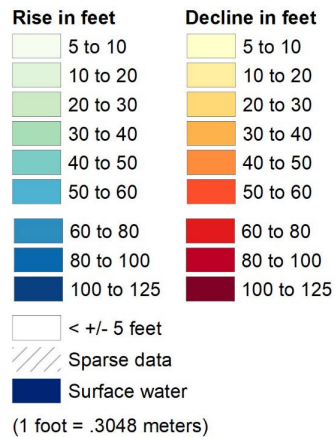 Rise in feet
5 to 10
10 to 20
20 to 30
30 to 40
40 to 50
50 to 60
60 to 80
80 to 100
100 to 125
Decline in feet
5 to 10
10 to 20
20 to 30
30 to 40
40 to 50
50 to 60
60 to 80
80 to 100
100 to 125
< +/- 5 feet
Sparse data
Surface water
(1 foot = .3048 meters)